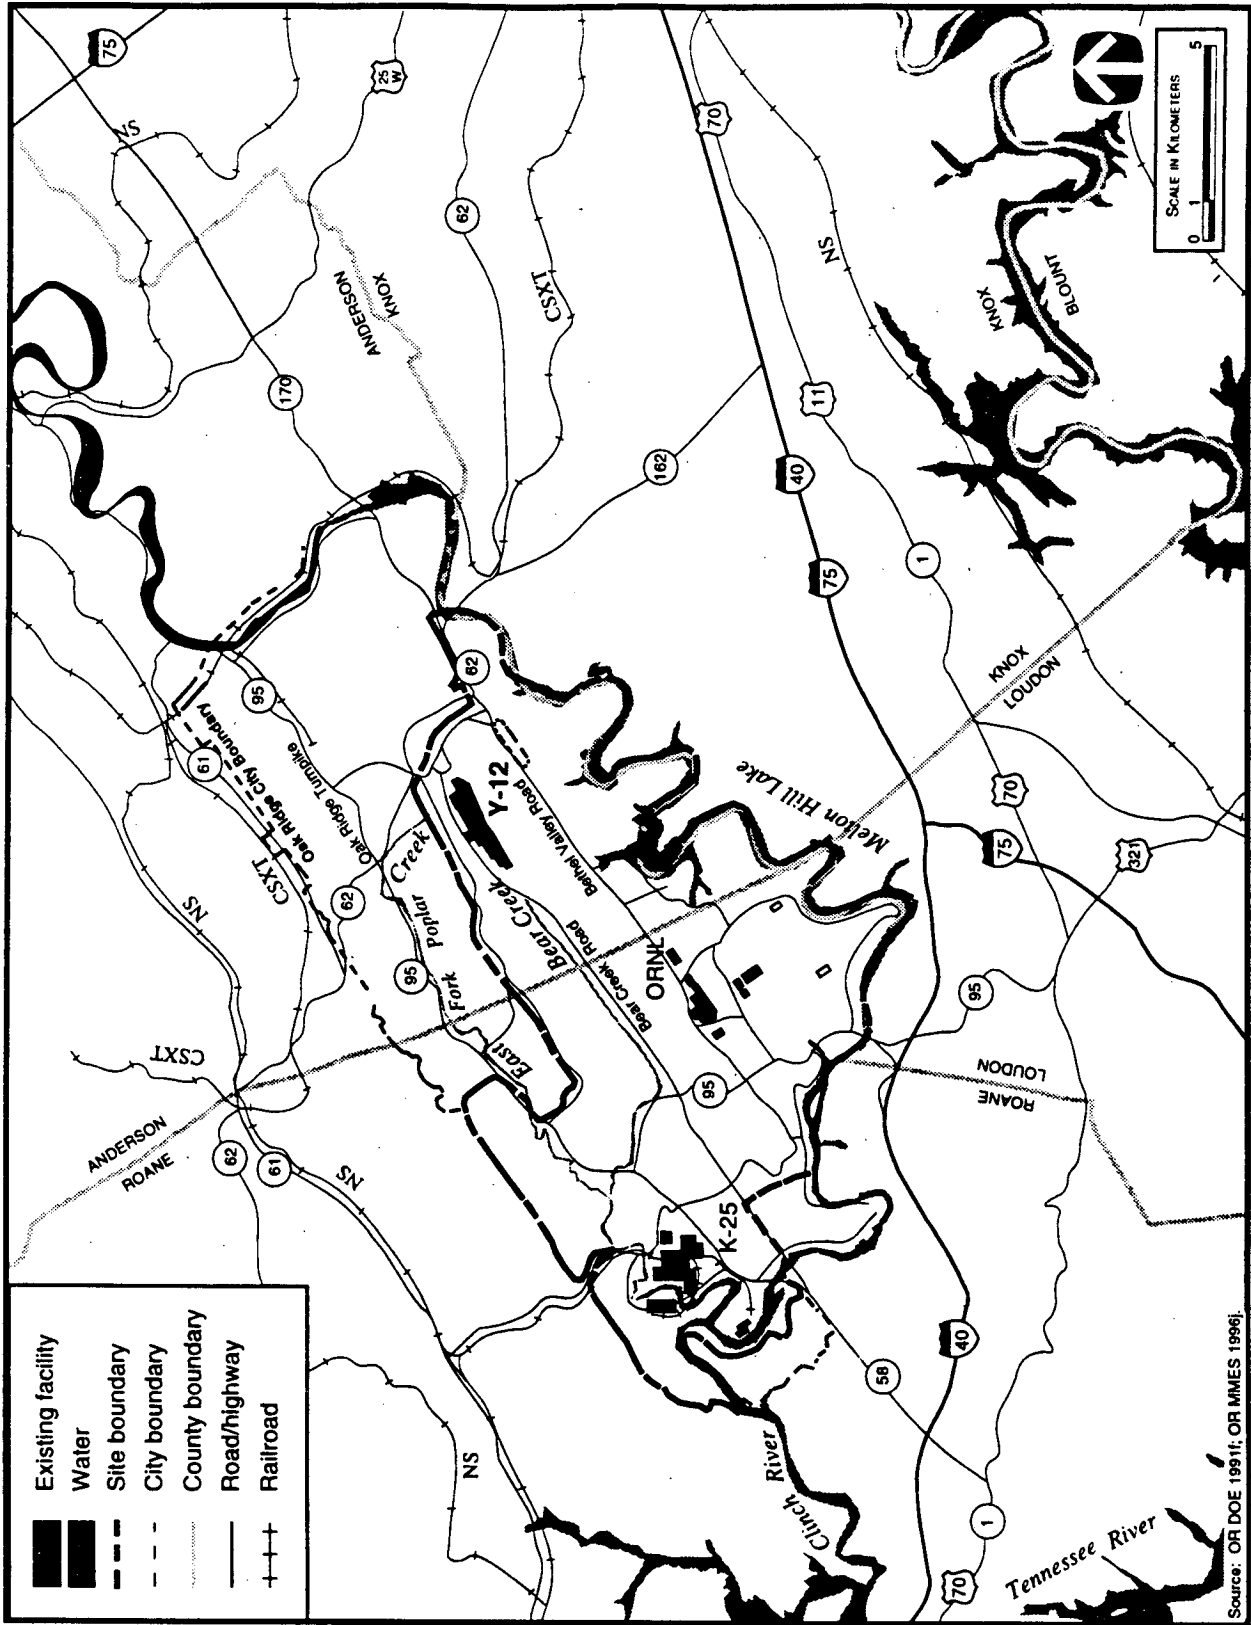 Existing facility
Water
Site boundary
City boundary
County boundary
Road/highway
Railroad
NS
CSXT
ANDERSON
ROANE
62
61
NS
NS
CSXT
61
Oak Ridge City Boundary
95
Oak Ridge Turnpike
62
95
East
Fork
Poplar
Creek
Bear Creek
Bear Creek Road
Bethel Valley Road
Y-12
ORNL
K-25
95
62
170
NS
75
25
W
62
ANDERSON
KNOX
CSXT
162
70
NS
11
40
75
1
KNOX
BLOUNT
KNOX
LOUDON
Melton Hill Lake
70
75
321
95
LOUDON
ROANE
58
40
1
70
Clinch
River
Tennessee River
SCALE IN KILOMETERS
0
1
5
Source: OR DOE 1991f; OR MMES 1996j.